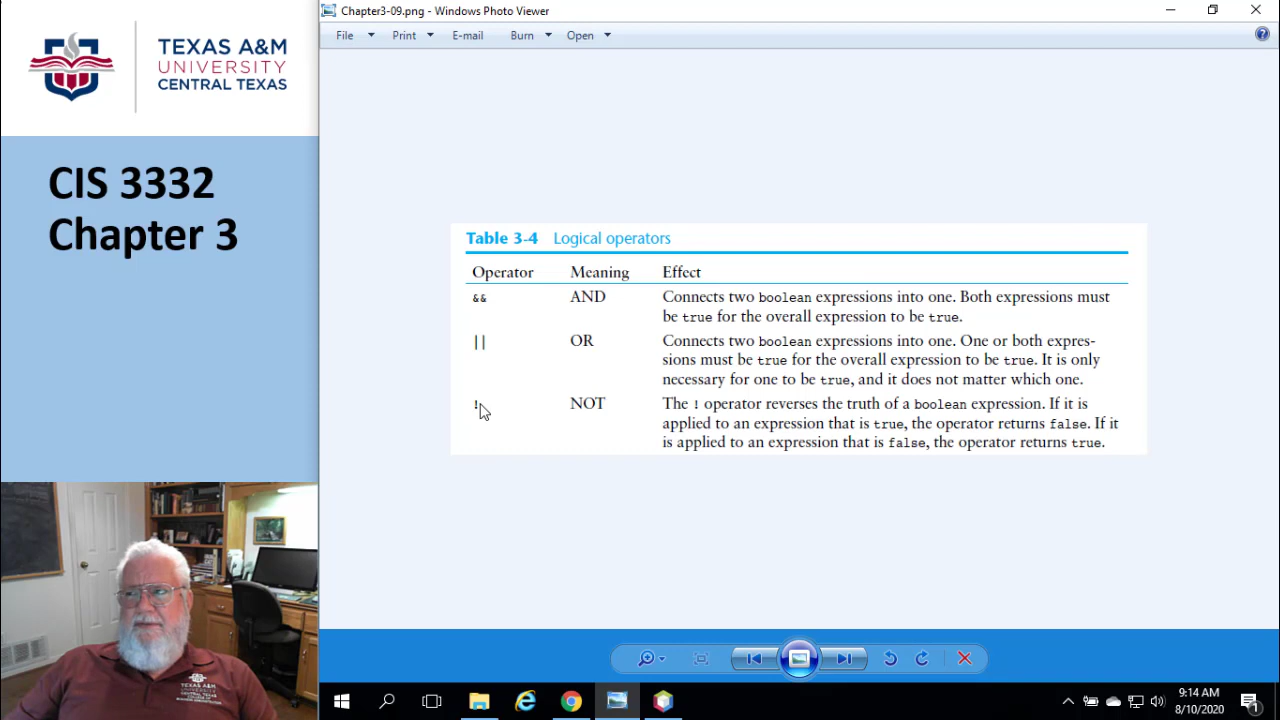 TEXAS A&M
UNIVERSITY
CENTRAL TEXAS
CIS 3332
Chapter 3
Chapter3-09.png - Windows Photo Viewer
File Print E-mail Burn Open
Table 3-4 Logical operators
Operator Meaning Effect
&& AND Connects two boolean expressions into one. Both expressions must
be true for the overall expression to be true.
|| OR Connects two boolean expressions into one. One or both expres-
sions must be true for the overall expression to be true. It is only
necessary for one to be true, and it does not matter which one.
! NOT The ! operator reverses the truth of a boolean expression. If it is
applied to an expression that is true, the operator returns false. If it
is applied to an expression that is false, the operator returns true.
TEXAS A&M
UNIVERSITY
CENTRAL TEXAS
9:14 AM
8/10/2020
1